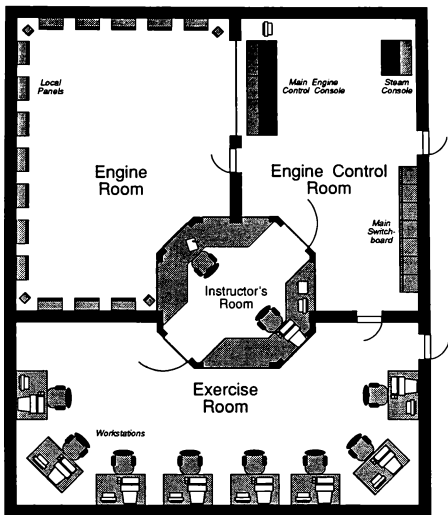 Local
Panels
Main Engine
Control Console
Steam
Console
Engine
Room
Engine Control
Room
Main
Switch-
board
Instructor's
Room
Exercise
Room
Workstations